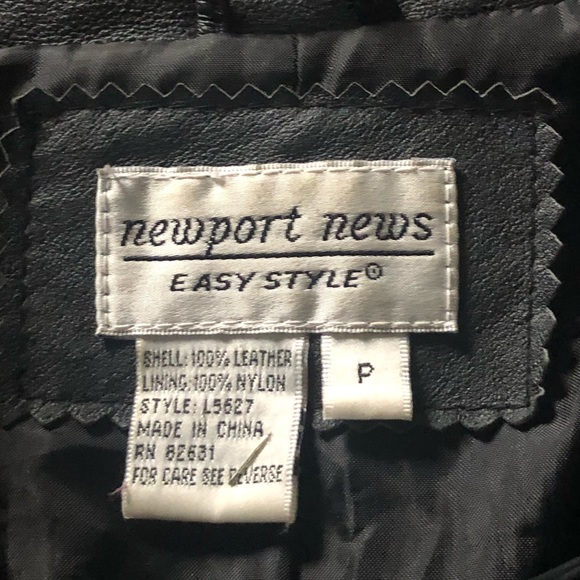 newport news
EASY STYLE®
SHELL: 100% LEATHER
LINING: 100% NYLON
STYLE: L5627
MADE IN CHINA
RN 82631
FOR CARE SEE REVERSE
P